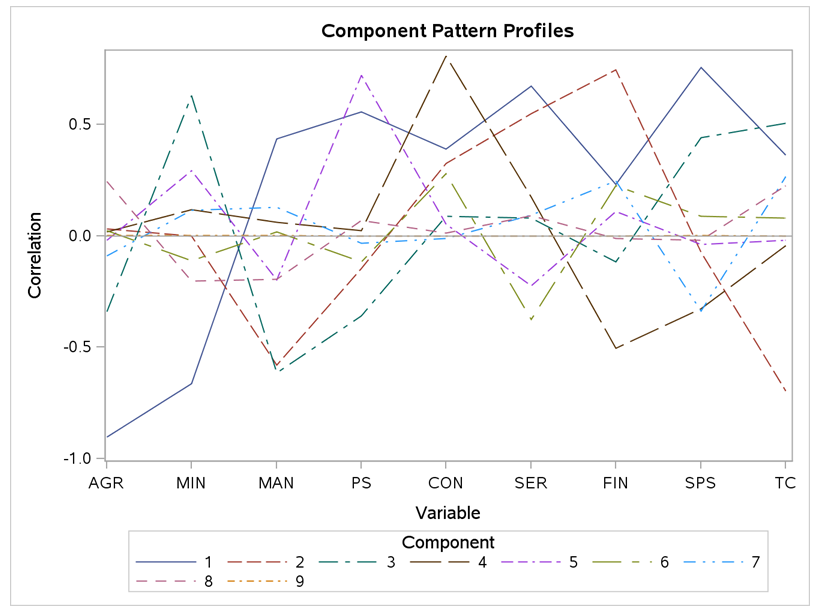 Component Pattern Profiles
0.5
0.0
-0.5
-1.0
Correlation
AGR MIN MAN PS CON SER FIN SPS TC
Variable
Component
1 2 3 4 5 6 7
8 9